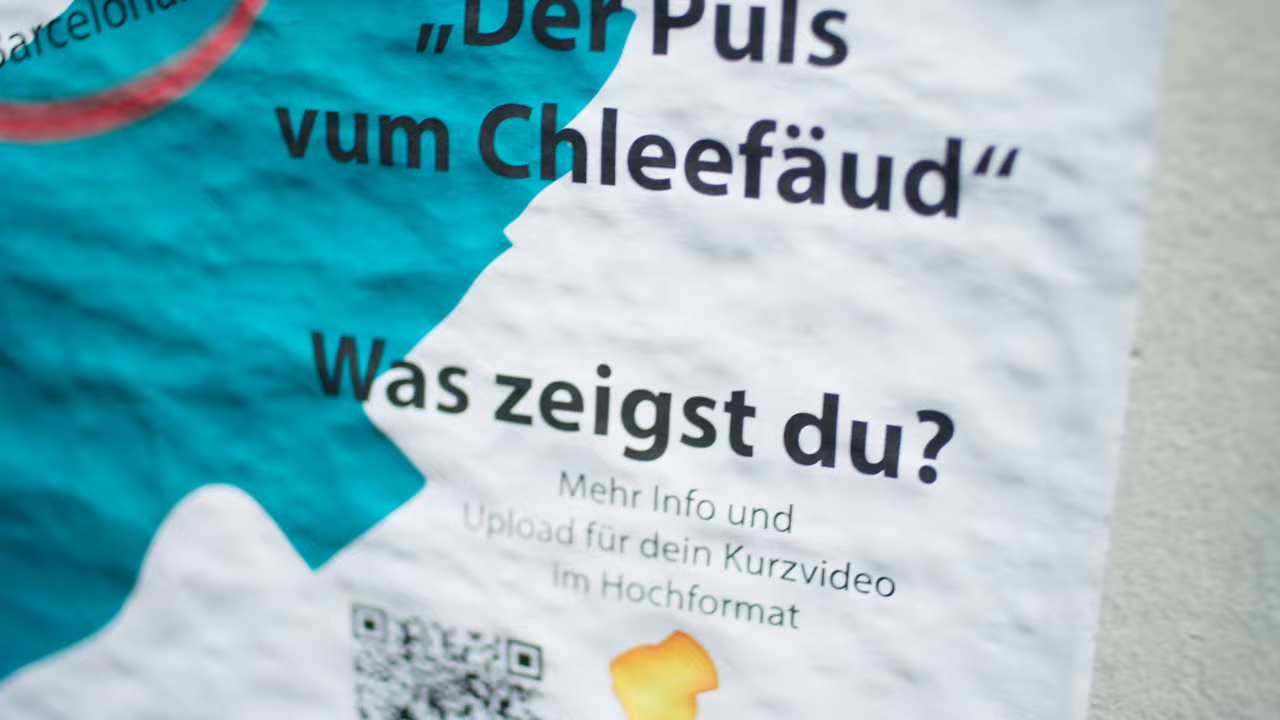 „Der Puls
vum Chleefäud“
Was zeigst du?
Mehr Info und
Upload für dein Kurzvideo
im Hochformat